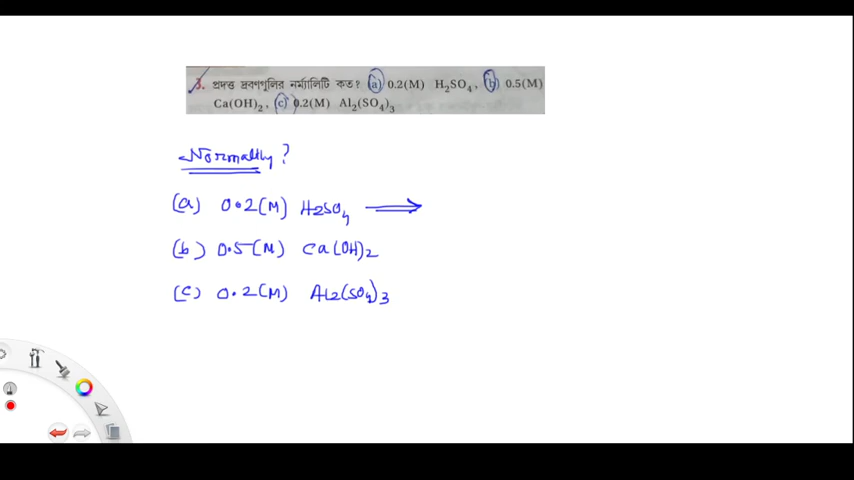 3. প্রদত্ত দ্রবণগুলির নর্ম্যালিটি কত? (a) 0.2(M) H₂SO₄, (b) 0.5(M)
Ca(OH)₂, (c) 0.2(M) Al₂(SO₄)₃
Normality?
(a) 0.2(M) H₂SO₄ ⟹
(b) 0.5(M) Ca(OH)₂
(c) 0.2(M) Al₂(SO₄)₃